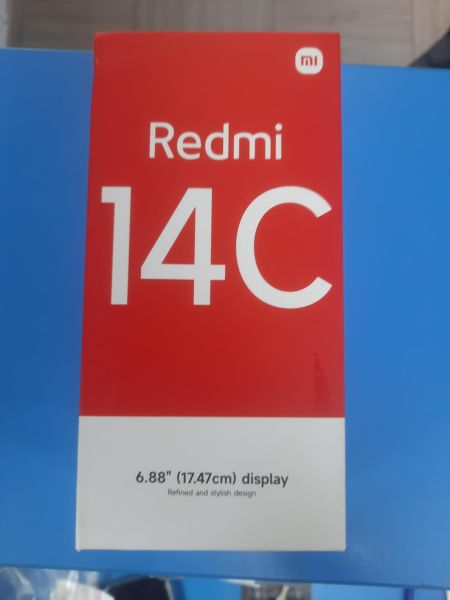 mi
Redmi
14C
6.88" (17.47cm) display
Refined and stylish design